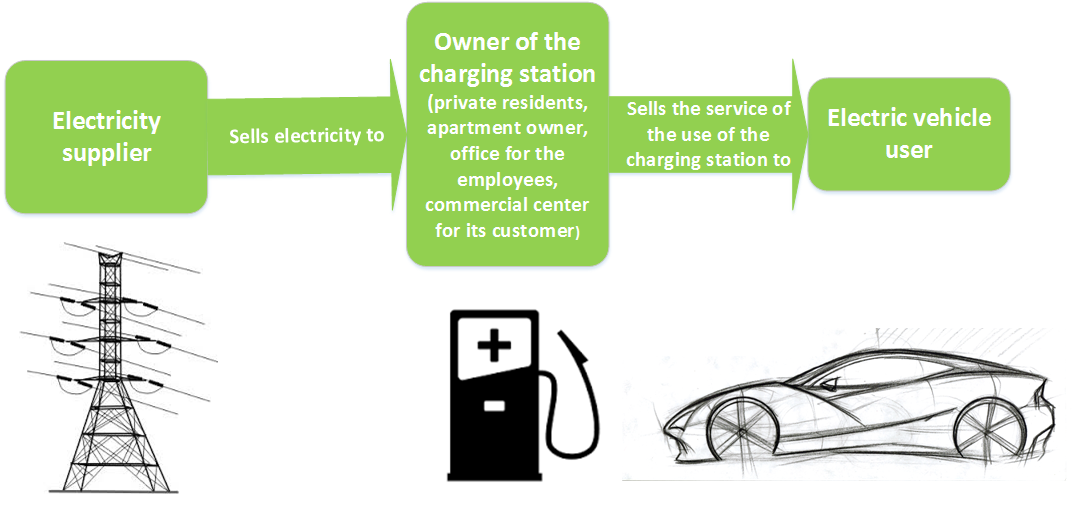 Electricity
supplier
Sells electricity to
Owner of the
charging station
(private residents,
apartment owner,
office for the
employees,
commercial center
for its customer)
Sells the service of
the use of the
charging station to
Electric vehicle
user